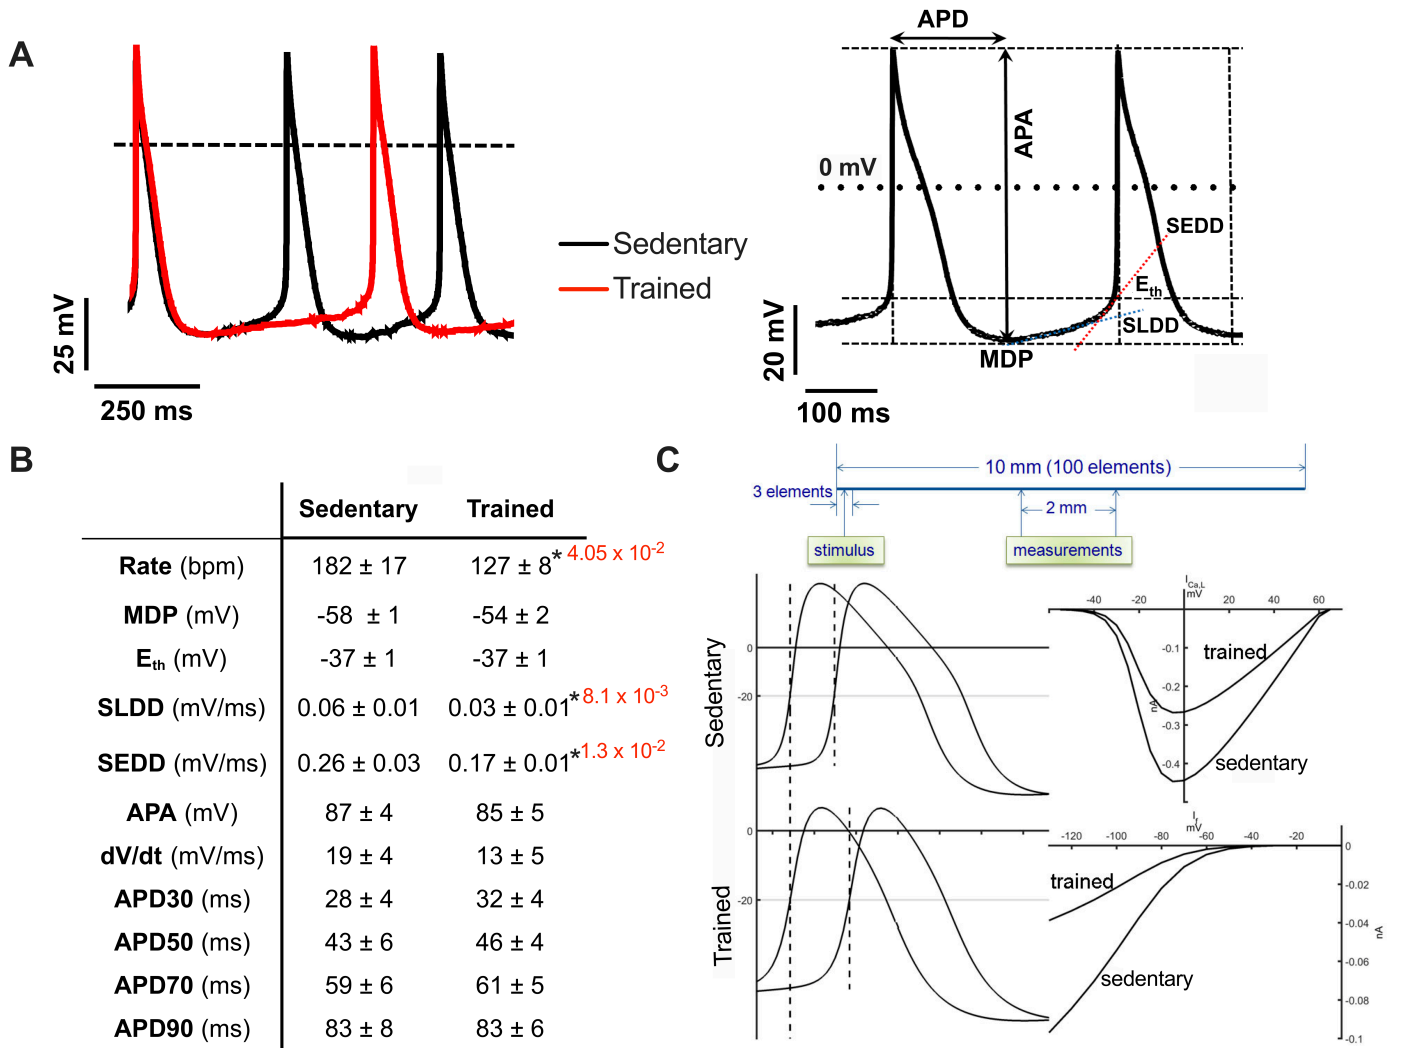 A
25 mV
250 ms
Sedentary
Trained
APD
APA
0 mV
SEDD
Eth
SLDD
MDP
20 mV
100 ms
B
Sedentary Trained
Rate (bpm) 182 ± 17 127 ± 8* 4.05 x 10-2
MDP (mV) -58 ± 1 -54 ± 2
Eth (mV) -37 ± 1 -37 ± 1
SLDD (mV/ms) 0.06 ± 0.01 0.03 ± 0.01* 8.1 x 10-3
SEDD (mV/ms) 0.26 ± 0.03 0.17 ± 0.01* 1.3 x 10-2
APA (mV) 87 ± 4 85 ± 5
dV/dt (mV/ms) 19 ± 4 13 ± 5
APD30 (ms) 28 ± 4 32 ± 4
APD50 (ms) 43 ± 6 46 ± 4
APD70 (ms) 59 ± 6 61 ± 5
APD90 (ms) 83 ± 8 83 ± 6
C
10 mm (100 elements)
3 elements
2 mm
stimulus
measurements
Sedentary
0
-20
ICa,L
mV
-40 -20 20 40 60
-0.1
-0.2
-0.3
-0.4
nA
trained
sedentary
Trained
0
-20
If
mV
-120 -100 -80 -60 -40 -20
0
-0.02
-0.04
-0.06
-0.08
-0.1
nA
trained
sedentary